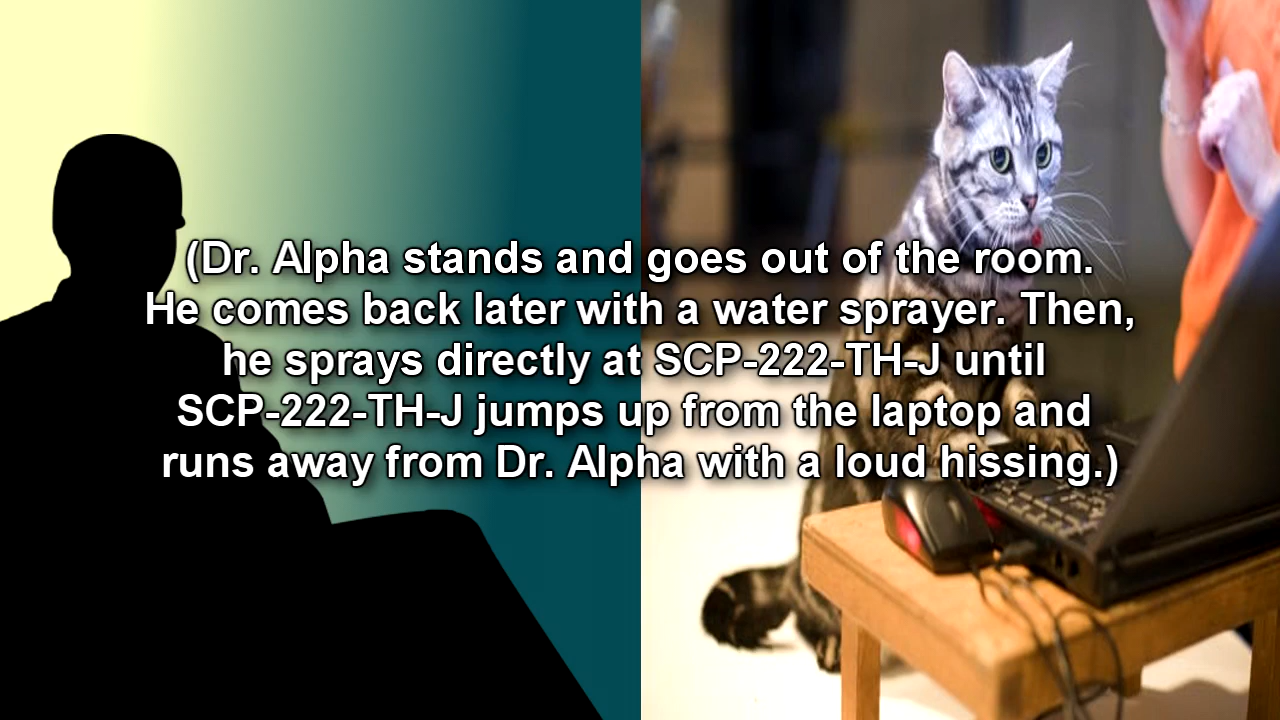 (Dr. Alpha stands and goes out of the room.
He comes back later with a water sprayer. Then,
he sprays directly at SCP-222-TH-J until
SCP-222-TH-J jumps up from the laptop and
runs away from Dr. Alpha with a loud hissing.)